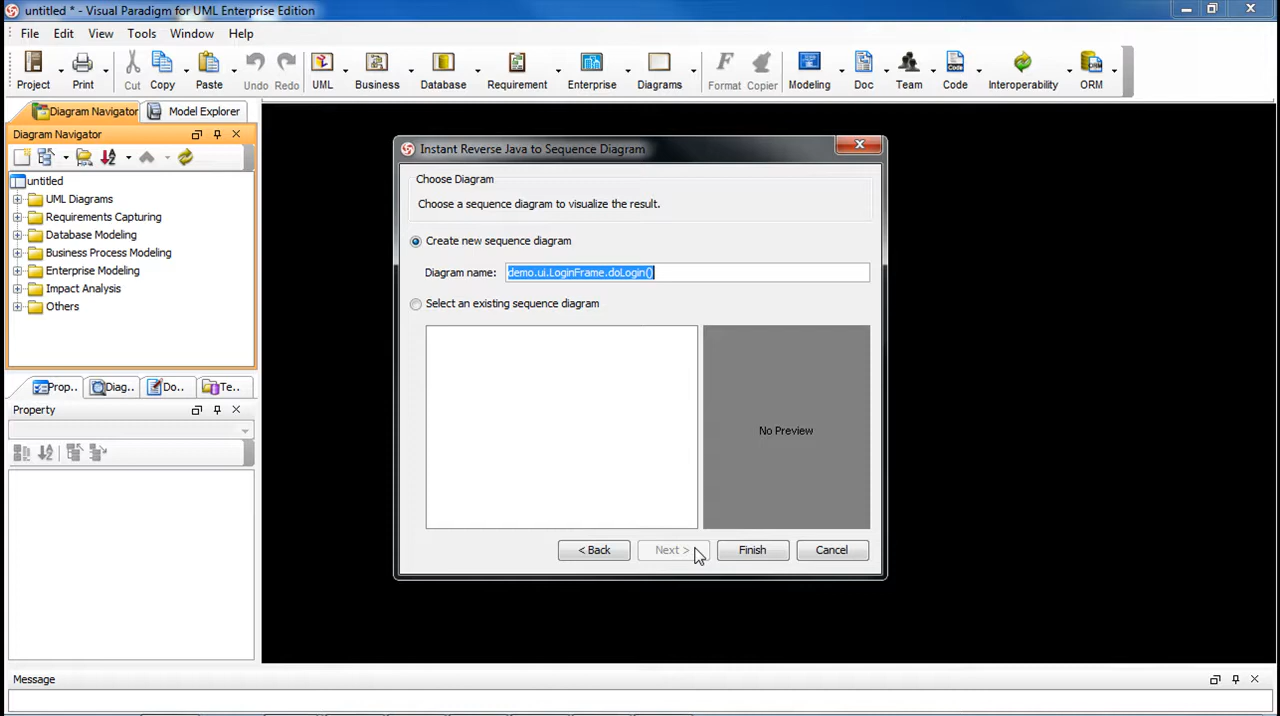 untitled * - Visual Paradigm for UML Enterprise Edition
File Edit View Tools Window Help
Project Print Cut Copy Paste Undo Redo UML Business Database Requirement Enterprise Diagrams Format Copier Modeling Doc Team Code Interoperability ORM
Diagram Navigator Model Explorer
Diagram Navigator
untitled
UML Diagrams
Requirements Capturing
Database Modeling
Business Process Modeling
Enterprise Modeling
Impact Analysis
Others
Prop.. Diag.. Do.. Te..
Property
Instant Reverse Java to Sequence Diagram
Choose Diagram
Choose a sequence diagram to visualize the result.
Create new sequence diagram
Diagram name: demo.ui.LoginFrame.doLogin()
Select an existing sequence diagram
No Preview
< Back Next > Finish Cancel
Message